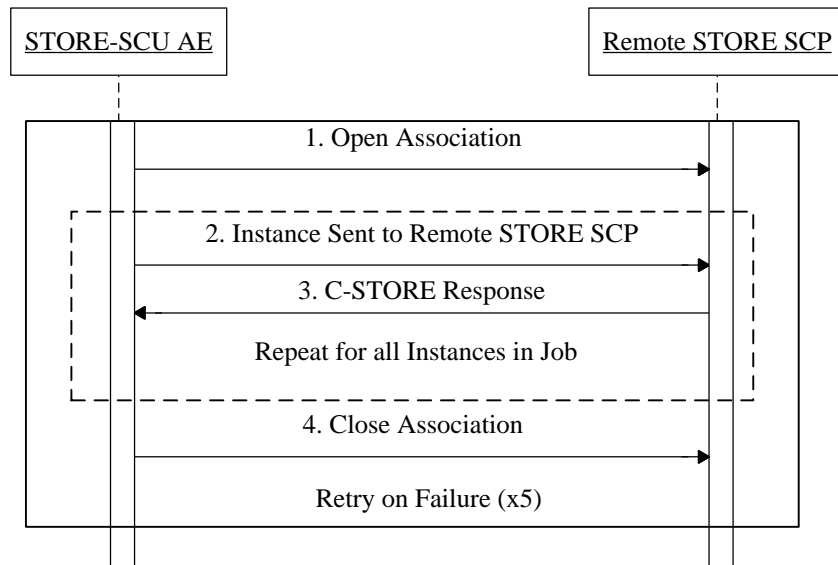 STORE-SCU AE
Remote STORE SCP
1. Open Association
2. Instance Sent to Remote STORE SCP
3. C-STORE Response
Repeat for all Instances in Job
4. Close Association
Retry on Failure (x5)